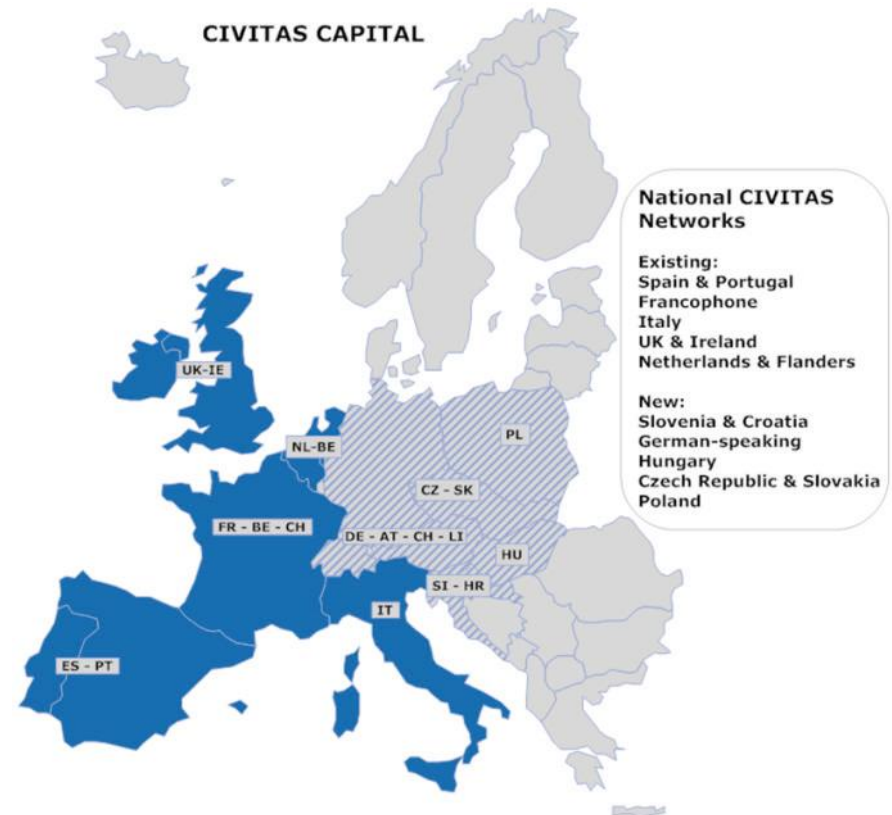 CIVITAS CAPITAL
National CIVITAS
Networks
Existing:
Spain & Portugal
Francophone
Italy
UK & Ireland
Netherlands & Flanders
New:
Slovenia & Croatia
German-speaking
Hungary
Czech Republic & Slovakia
Poland
UK-IE
NL-BE
PL
CZ - SK
FR - BE - CH
DE - AT - CH - LI
HU
SI - HR
IT
ES - PT